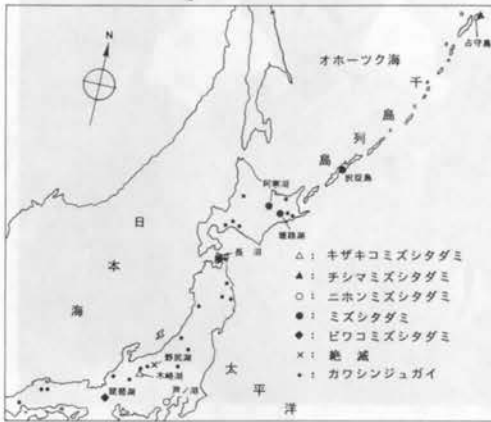 N
占守島
オホーツク海
千島列島
択捉島
阿寒湖
塘路湖
日本海
長沼
野尻湖
木崎湖
琵琶湖
芦ノ湖
太平洋
△：キザキコミズシタダミ
▲：チシマミズシタダミ
○：ニホンミズシタダミ
●：ミズシタダミ
◆：ビワコミズシタダミ
×：絶滅
・：カワシンジュガイ